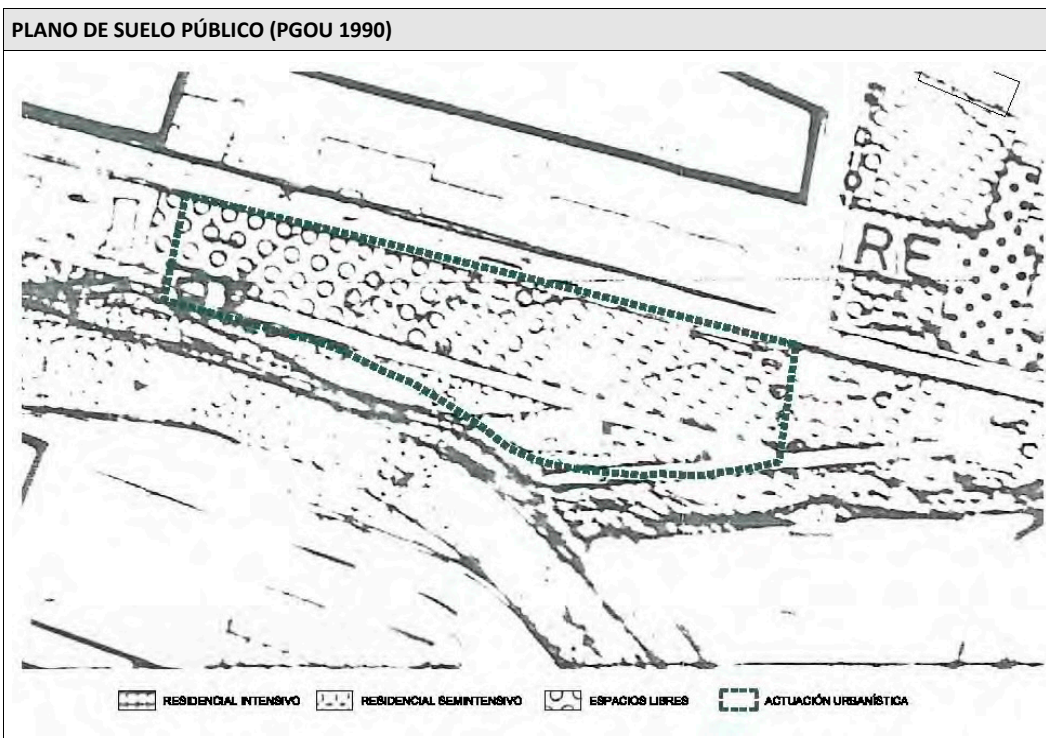 PLANO DE SUELO PÚBLICO (PGOU 1990)
RE
RESIDENCIAL INTENSIVO RESIDENCIAL SEMINTENSIVO ESPACIOS LIBRES ACTUACIÓN URBANÍSTICA